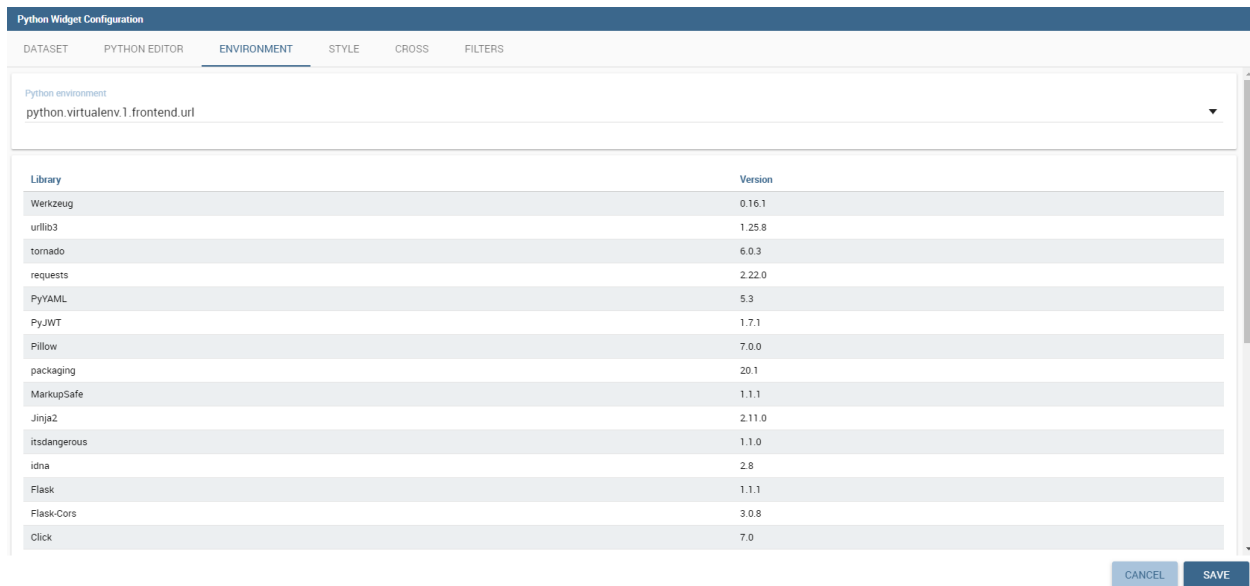 Python Widget Configuration
DATASET PYTHON EDITOR ENVIRONMENT STYLE CROSS FILTERS
Python environment
python.virtualenv.1.frontend.url
Library Version
Werkzeug 0.16.1
urllib3 1.25.8
tornado 6.0.3
requests 2.22.0
PyYAML 5.3
PyJWT 1.7.1
Pillow 7.0.0
packaging 20.1
MarkupSafe 1.1.1
Jinja2 2.11.0
itsdangerous 1.1.0
idna 2.8
Flask 1.1.1
Flask-Cors 3.0.8
Click 7.0
CANCEL SAVE